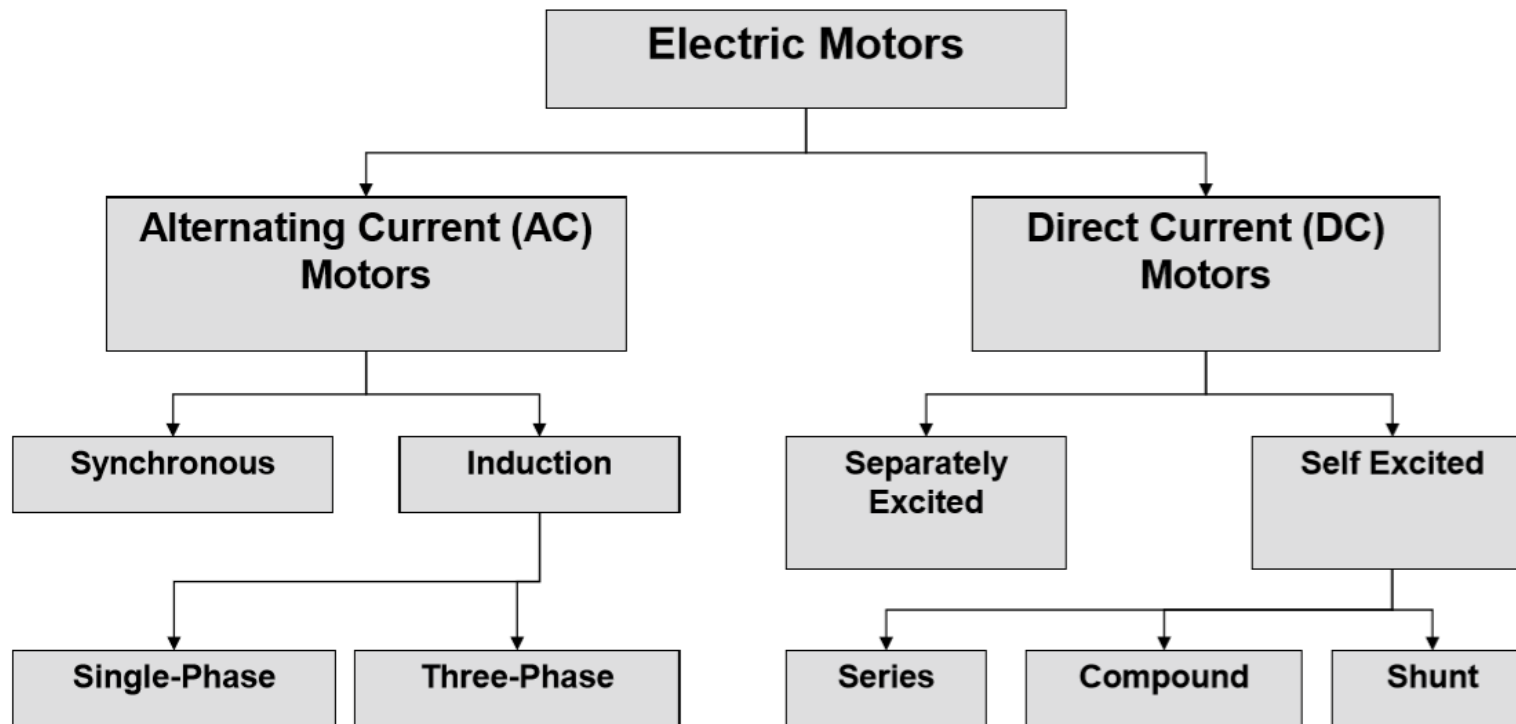 Electric Motors
Alternating Current (AC)
Motors
Direct Current (DC)
Motors
Synchronous
Induction
Separately
Excited
Self Excited
Single-Phase
Three-Phase
Series
Compound
Shunt